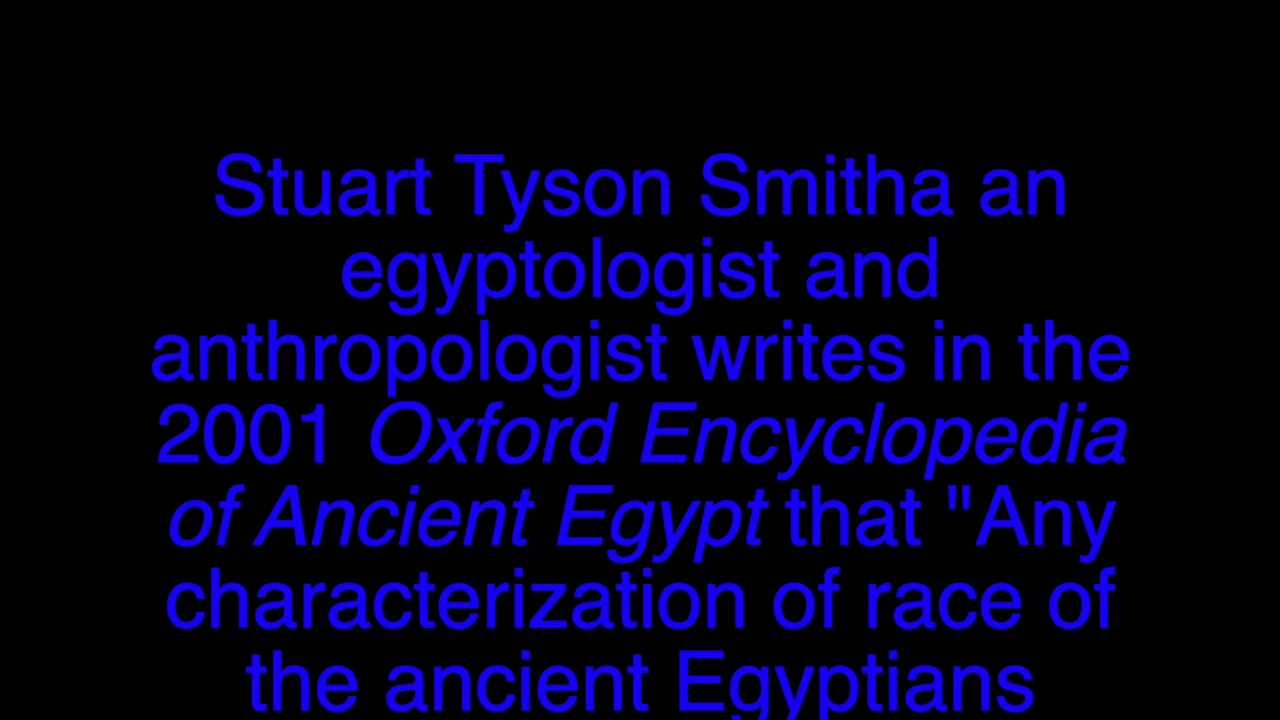 Stuart Tyson Smitha an
egyptologist and
anthropologist writes in the
2001 Oxford Encyclopedia
of Ancient Egypt that "Any
characterization of race of
the ancient Egyptians